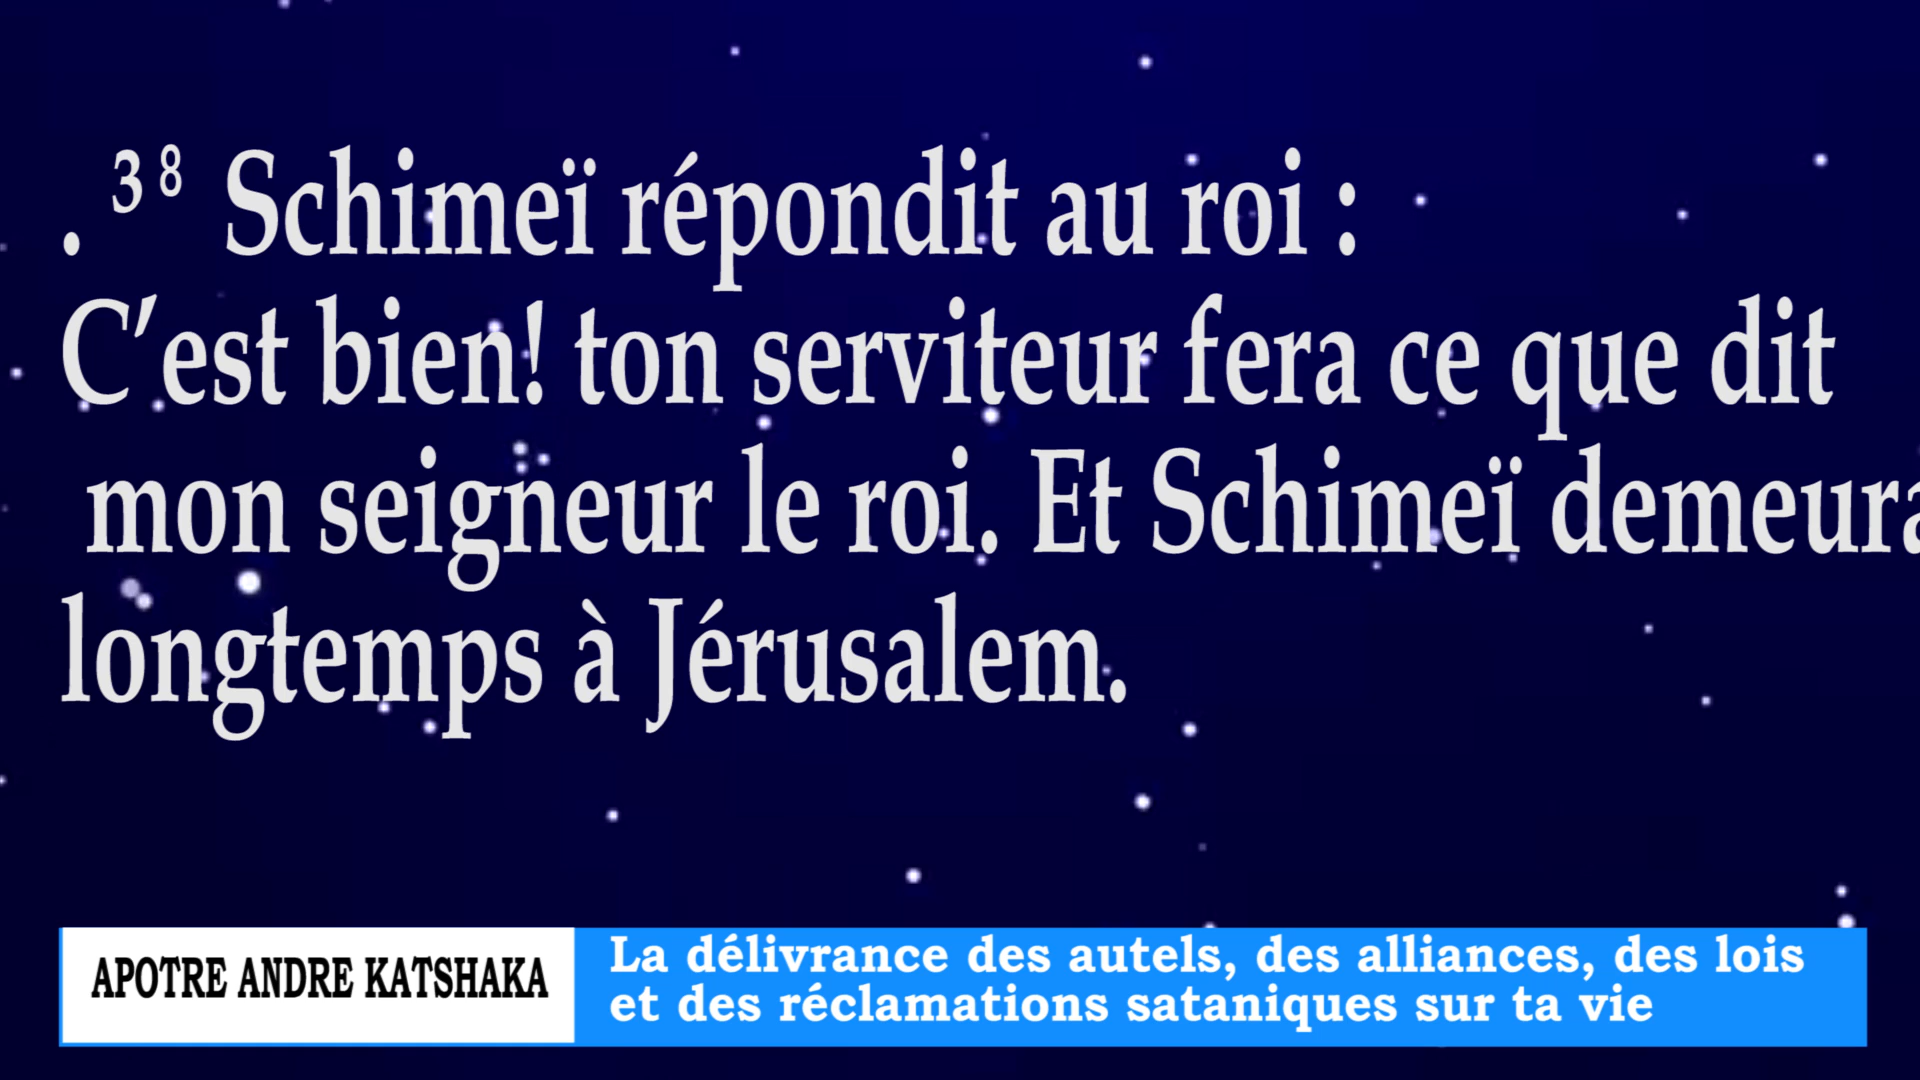 . ³⁸ Schimeï répondit au roi :
C’est bien! ton serviteur fera ce que dit
mon seigneur le roi. Et Schimeï demeura
longtemps à Jérusalem.
APOTRE ANDRE KATSHAKA
La délivrance des autels, des alliances, des lois
et des réclamations sataniques sur ta vie